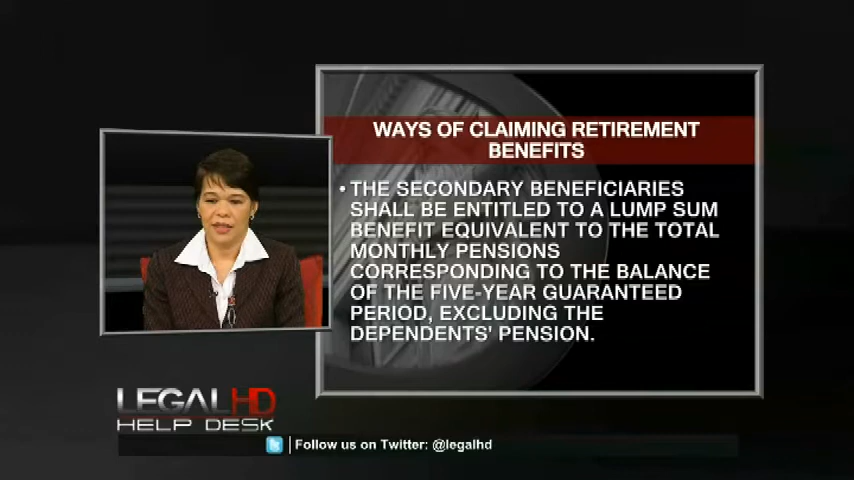 WAYS OF CLAIMING RETIREMENT
BENEFITS
• THE SECONDARY BENEFICIARIES
SHALL BE ENTITLED TO A LUMP SUM
BENEFIT EQUIVALENT TO THE TOTAL
MONTHLY PENSIONS
CORRESPONDING TO THE BALANCE
OF THE FIVE-YEAR GUARANTEED
PERIOD, EXCLUDING THE
DEPENDENTS' PENSION.
LEGALHD
HELP DESK
Follow us on Twitter: @legalhd